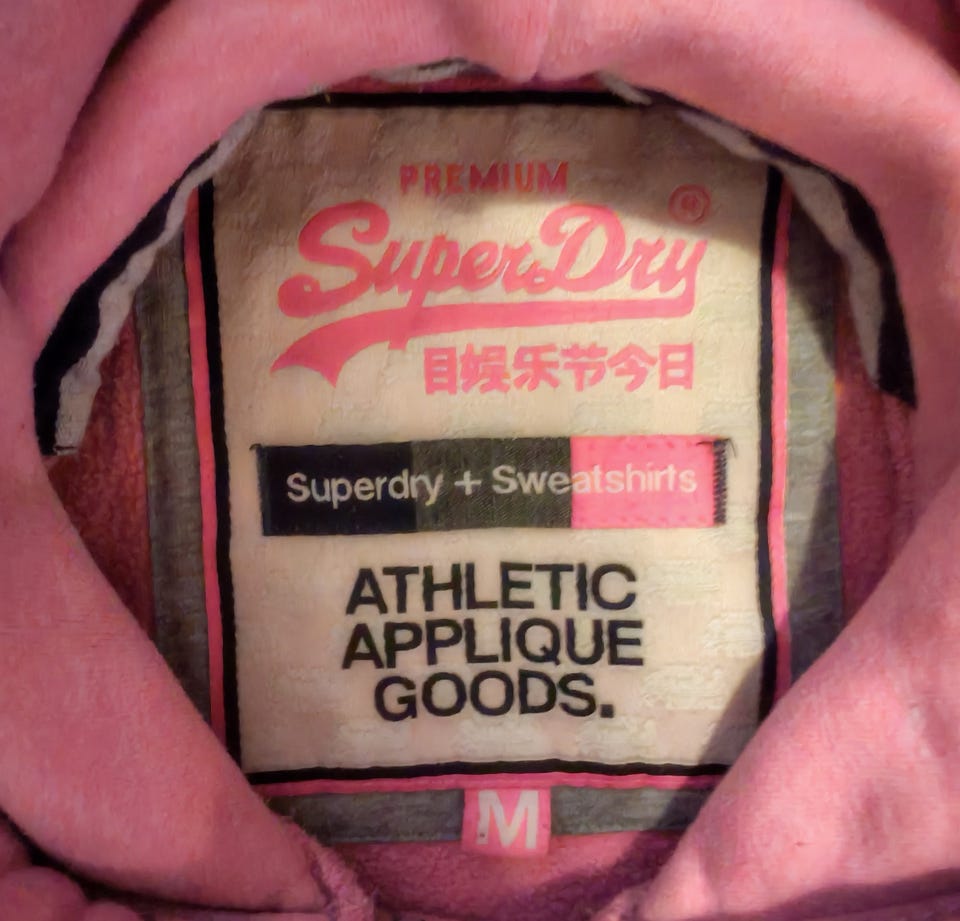 PREMIUM
SuperDry ®
目娱乐节今日
Superdry + Sweatshirts
ATHLETIC
APPLIQUE
GOODS.
M